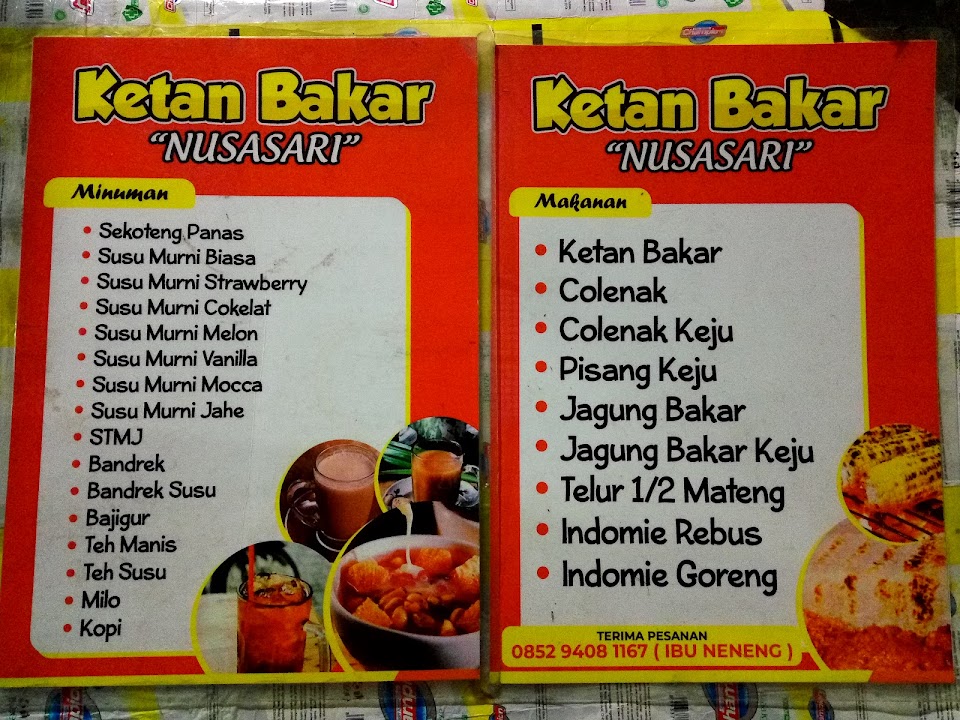 Ketan Bakar
"NUSASARI"
Minuman
Sekoteng Panas
Susu Murni Biasa
Susu Murni Strawberry
Susu Murni Cokelat
Susu Murni Melon
Susu Murni Vanilla
Susu Murni Mocca
Susu Murni Jahe
STMJ
Bandrek
Bandrek Susu
Bajigur
Teh Manis
Teh Susu
Milo
Kopi
Ketan Bakar
"NUSASARI"
Makanan
Ketan Bakar
Colenak
Colenak Keju
Pisang Keju
Jagung Bakar
Jagung Bakar Keju
Telur 1/2 Mateng
Indomie Rebus
Indomie Goreng
TERIMA PESANAN
0852 9408 1167 ( IBU NENENG )
Champion